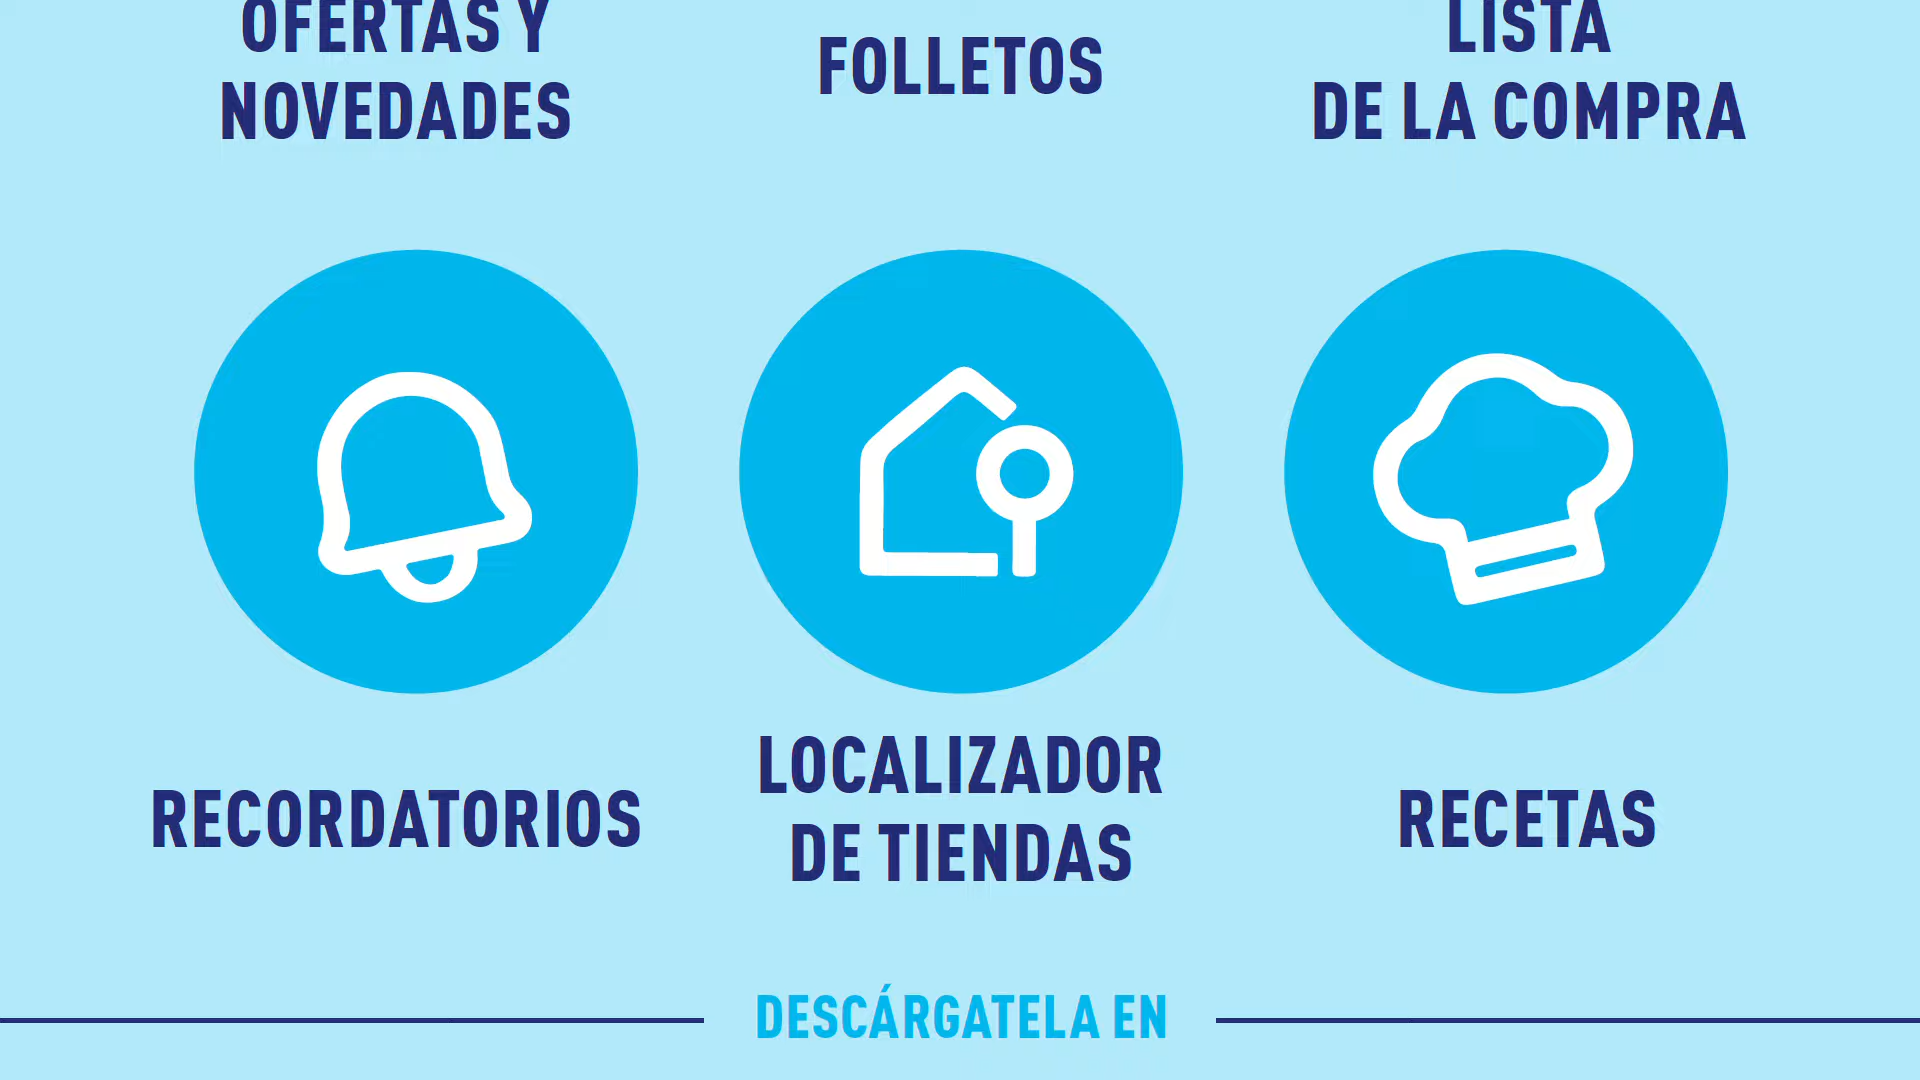 OFERTAS Y
NOVEDADES
FOLLETOS
LISTA
DE LA COMPRA
RECORDATORIOS
LOCALIZADOR
DE TIENDAS
RECETAS
DESCÁRGATELA EN